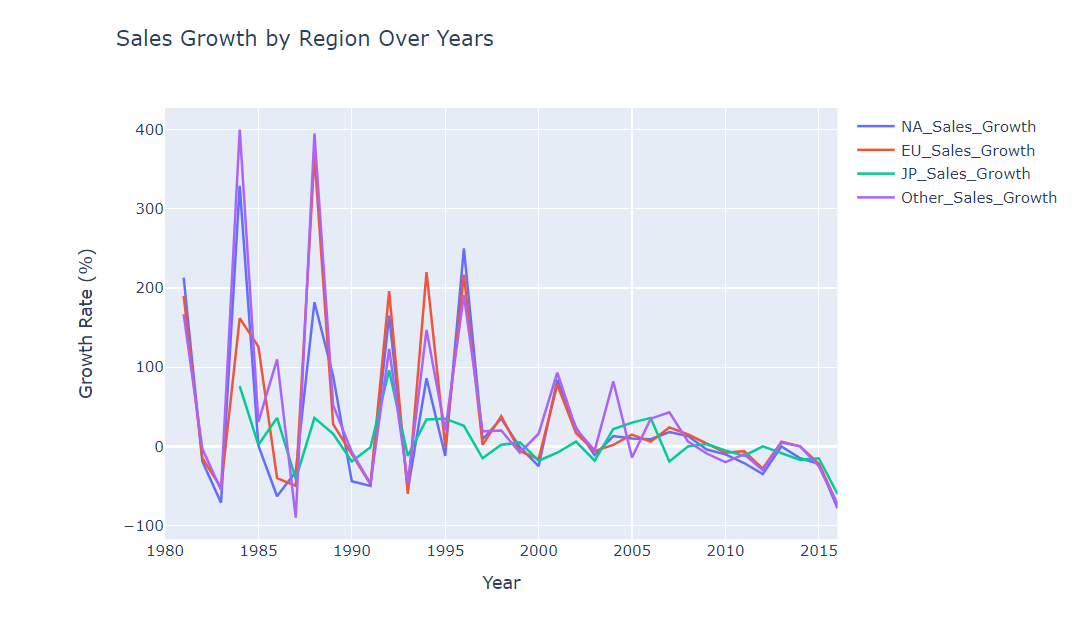 Sales Growth by Region Over Years
NA_Sales_Growth
EU_Sales_Growth
JP_Sales_Growth
Other_Sales_Growth
400
300
200
100
0
−100
Growth Rate (%)
1980
1985
1990
1995
2000
2005
2010
2015
Year